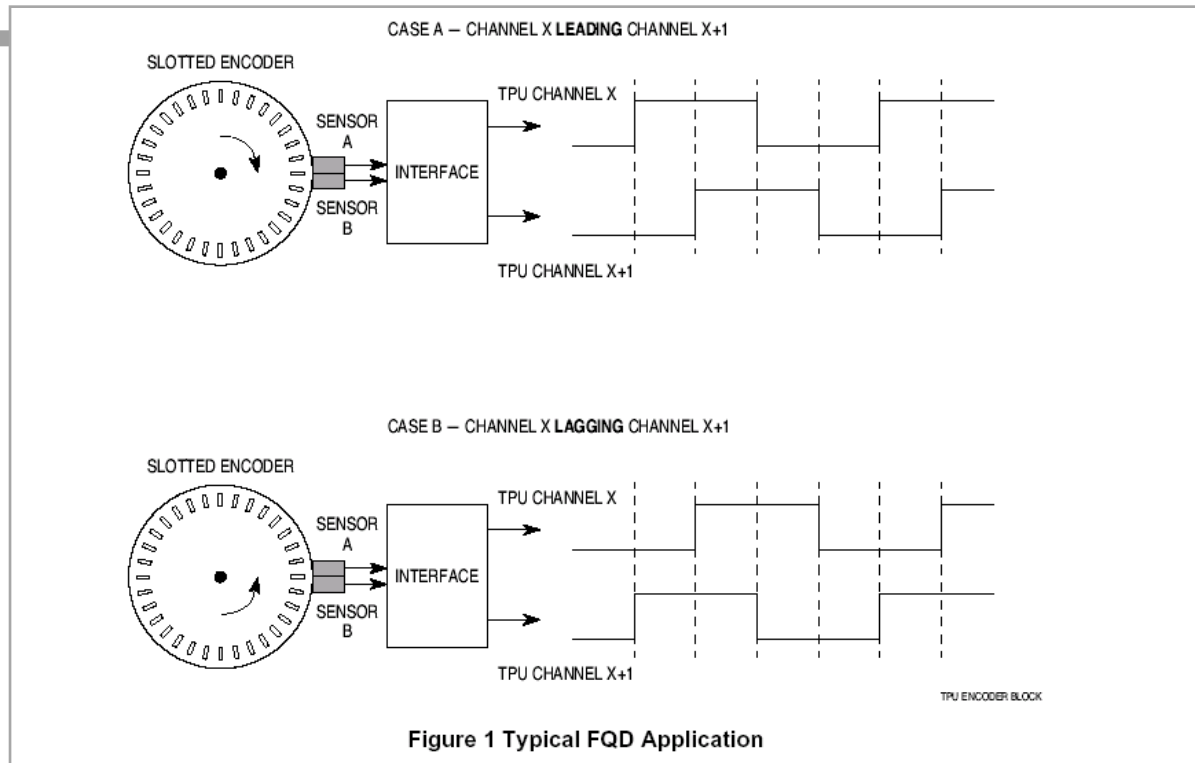 CASE A – CHANNEL X LEADING CHANNEL X+1
SLOTTED ENCODER
TPU CHANNEL X
SENSOR
A
INTERFACE
SENSOR
B
TPU CHANNEL X+1
CASE B – CHANNEL X LAGGING CHANNEL X+1
SLOTTED ENCODER
TPU CHANNEL X
SENSOR
A
INTERFACE
SENSOR
B
TPU CHANNEL X+1
TPU ENCODER BLOCK
Figure 1 Typical FQD Application